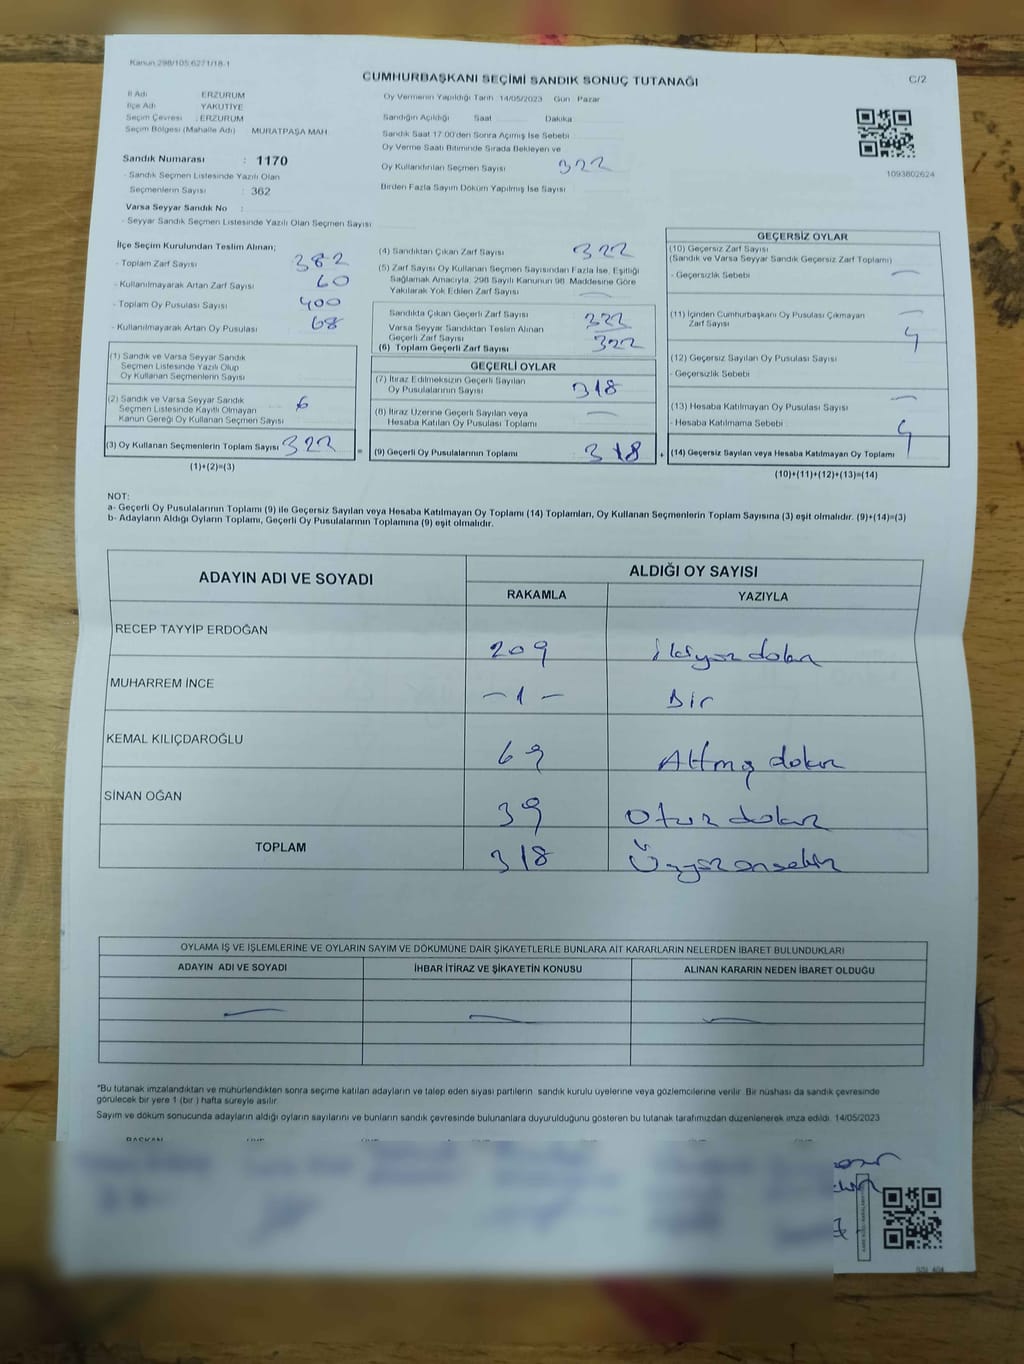 Kanun:298/105;6271/18-1
CUMHURBAŞKANI SEÇİMİ SANDIK SONUÇ TUTANAĞI
C/2
İl Adı ERZURUM
İlçe Adı YAKUTİYE
Seçim Çevresi : ERZURUM
Seçim Bölgesi (Mahalle Adı) MURATPAŞA MAH.
Sandık Numarası : 1170
- Sandık Seçmen Listesinde Yazılı Olan
Seçmenlerin Sayısı : 362
Varsa Seyyar Sandık No :
- Seyyar Sandık Seçmen Listesinde Yazılı Olan Seçmen Sayısı
Oy Vermenin Yapıldığı Tarih 14/05/2023 Gün Pazar
Sandığın Açıldığı Saat Dakika
Sandık Saat 17.00'den Sonra Açılmış İse Sebebi
Oy Verme Saati Bitiminde Sırada Bekleyen ve
Oy Kullandırılan Seçmen Sayısı 322
Birden Fazla Sayım Döküm Yapılmış İse Sayısı
1093802624
İlçe Seçim Kurulundan Teslim Alınan;
- Toplam Zarf Sayısı 382
- Kullanılmayarak Artan Zarf Sayısı 60
- Toplam Oy Pusulası Sayısı 400
- Kullanılmayarak Artan Oy Pusulası 68
(1) Sandık ve Varsa Seyyar Sandık
Seçmen Listesinde Yazılı Olup
Oy Kullanan Seçmenlerin Sayısı
(2) Sandık ve Varsa Seyyar Sandık
Seçmen Listesinde Kayıtlı Olmayan
Kanun Gereği Oy Kullanan Seçmen Sayısı 6
(3) Oy Kullanan Seçmenlerin Toplam Sayısı 322
(1)+(2)=(3)
(4) Sandıktan Çıkan Zarf Sayısı 322
(5) Zarf Sayısı Oy Kullanan Seçmen Sayısından Fazla İse, Eşitliği
Sağlamak Amacıyla, 298 Sayılı Kanunun 98. Maddesine Göre
Yakılarak Yok Edilen Zarf Sayısı —
Sandıkta Çıkan Geçerli Zarf Sayısı 322
Varsa Seyyar Sandıktan Teslim Alınan
Geçerli Zarf Sayısı
(6) Toplam Geçerli Zarf Sayısı 322
GEÇERLİ OYLAR
(7) İtiraz Edilmeksizin Geçerli Sayılan
Oy Pusulalarının Sayısı 318
(8) İtiraz Üzerine Geçerli Sayılan veya
Hesaba Katılan Oy Pusulası Toplamı —
= (9) Geçerli Oy Pusulalarının Toplamı 318
GEÇERSİZ OYLAR
(10) Geçersiz Zarf Sayısı
(Sandık ve Varsa Seyyar Sandık Geçersiz Zarf Toplamı)
- Geçersizlik Sebebi —
(11) İçinden Cumhurbaşkanı Oy Pusulası Çıkmayan
Zarf Sayısı —
4
(12) Geçersiz Sayılan Oy Pusulası Sayısı
- Geçersizlik Sebebi
(13) Hesaba Katılmayan Oy Pusulası Sayısı —
- Hesaba Katılmama Sebebi
+ (14) Geçersiz Sayılan veya Hesaba Katılmayan Oy Toplamı 4
(10)+(11)+(12)+(13)=(14)
NOT:
a- Geçerli Oy Pusulalarının Toplamı (9) ile Geçersiz Sayılan veya Hesaba Katılmayan Oy Toplamı (14) Toplamları, Oy Kullanan Seçmenlerin Toplam Sayısına (3) eşit olmalıdır. (9)+(14)=(3)
b- Adayların Aldığı Oyların Toplamı, Geçerli Oy Pusulalarının Toplamına (9) eşit olmalıdır.
ADAYIN ADI VE SOYADI ALDIĞI OY SAYISI
RAKAMLA YAZIYLA
RECEP TAYYİP ERDOĞAN 209 ikiyüz dokuz
MUHARREM İNCE —1— Bir
KEMAL KILIÇDAROĞLU 69 Altmış dokuz
SİNAN OĞAN 39 Otuz dokuz
TOPLAM 318 Üçyüz onsekiz
OYLAMA İŞ VE İŞLEMLERİNE VE OYLARIN SAYIM VE DÖKÜMÜNE DAİR ŞİKAYETLERLE BUNLARA AİT KARARLARIN NELERDEN İBARET BULUNDUKLARI
ADAYIN ADI VE SOYADI İHBAR İTİRAZ VE ŞİKAYETİN KONUSU ALINAN KARARIN NEDEN İBARET OLDUĞU
— — —
*Bu tutanak imzalandıktan ve mühürlendikten sonra seçime katılan adayların ve talep eden siyasi partilerin sandık kurulu üyelerine veya gözlemcilerine verilir. Bir nüshası da sandık çevresinde
görülecek bir yere 1 (bir ) hafta süreyle asılır.
Sayım ve döküm sonucunda adayların aldığı oyların sayılarını ve bunların sandık çevresinde bulunanlara duyurulduğunu gösteren bu tutanak tarafımızdan düzenlenerek imza edildi. 14/05/2023
BAŞKAN